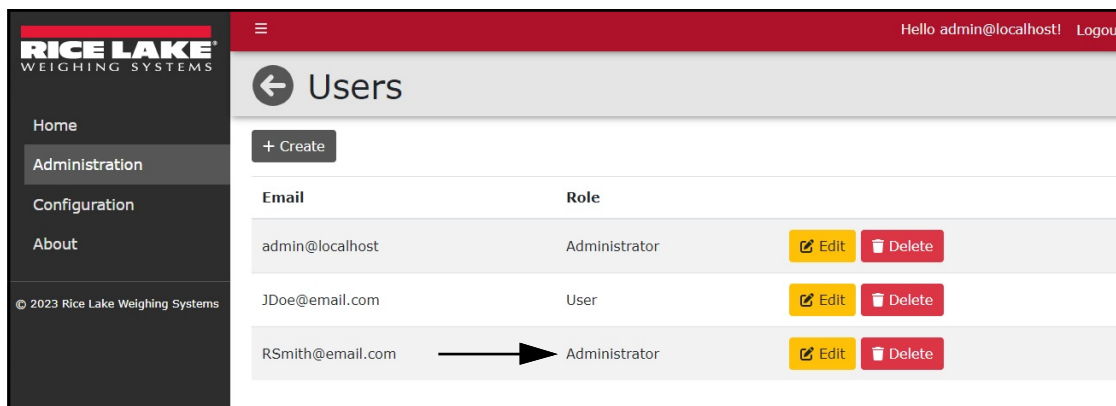 RICE LAKE®
WEIGHING SYSTEMS
Home
Administration
Configuration
About
© 2023 Rice Lake Weighing Systems
Hello admin@localhost! Logou
Users
+ Create
Email Role
admin@localhost Administrator Edit Delete
JDoe@email.com User Edit Delete
RSmith@email.com Administrator Edit Delete